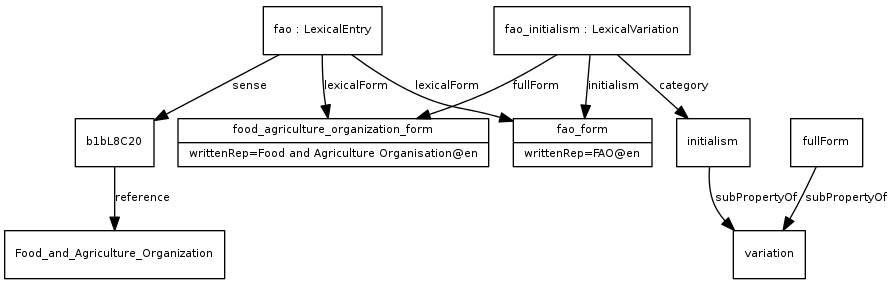 fao : LexicalEntry
fao_initialism : LexicalVariation
sense
lexicalForm
lexicalForm
fullForm
initialism
category
b1bL8C20
food_agriculture_organization_form
writtenRep=Food and Agriculture Organisation@en
fao_form
writtenRep=FAO@en
initialism
fullForm
reference
subPropertyOf
subPropertyOf
Food_and_Agriculture_Organization
variation